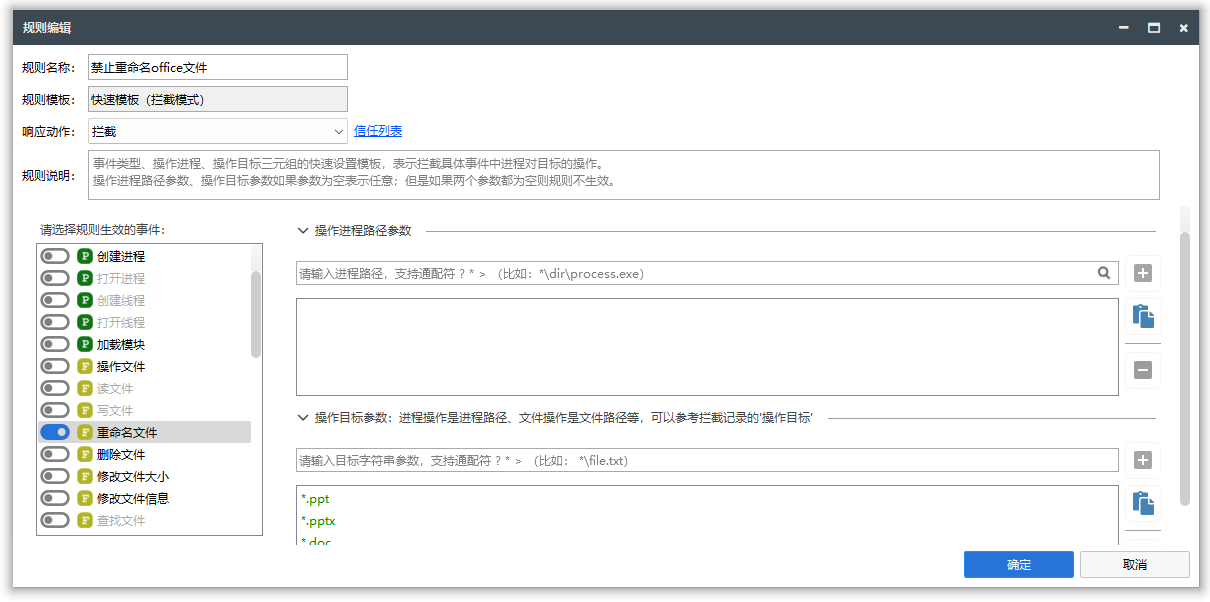 规则编辑
规则名称：
禁止重命名office文件
规则模板：
快速模板（拦截模式）
响应动作：
拦截
信任列表
规则说明：
事件类型、操作进程、操作目标三元组的快速设置模板，表示拦截具体事件中进程对目标的操作。
操作进程路径参数、操作目标参数如果参数为空表示任意；但是如果两个参数都为空则规则不生效。
请选择规则生效的事件：
P 创建进程
P 打开进程
P 创建线程
P 打开线程
P 加载模块
F 操作文件
F 读文件
F 写文件
F 重命名文件
F 删除文件
F 修改文件大小
F 修改文件信息
F 查找文件
操作进程路径参数
请输入进程路径，支持通配符 ? * > （比如：*\dir\process.exe）
操作目标参数：进程操作是进程路径、文件操作是文件路径等，可以参考拦截记录的'操作目标'
请输入目标字符串参数，支持通配符 ? * > （比如： *\file.txt）
*.ppt
*.pptx
*.doc
确定
取消